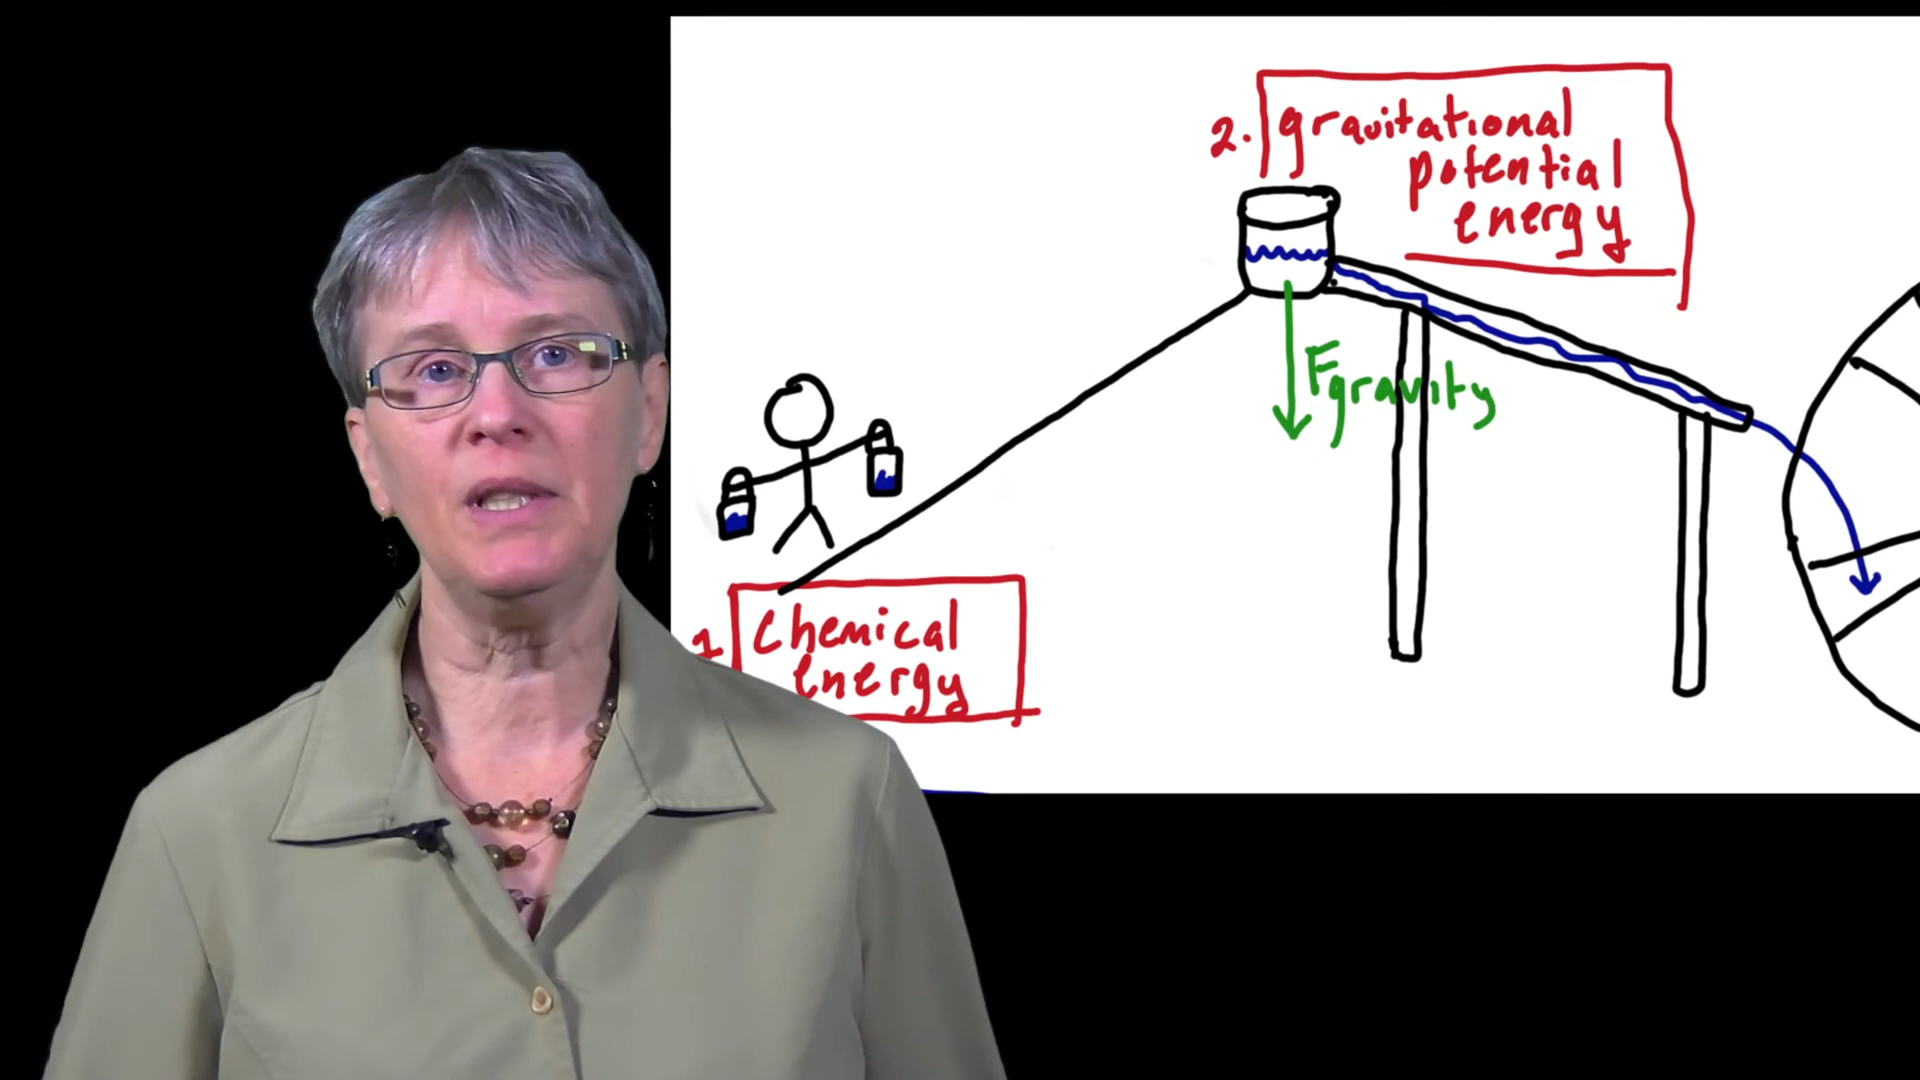 2. gravitational
potential
energy
Fgravity
1 Chemical
energy